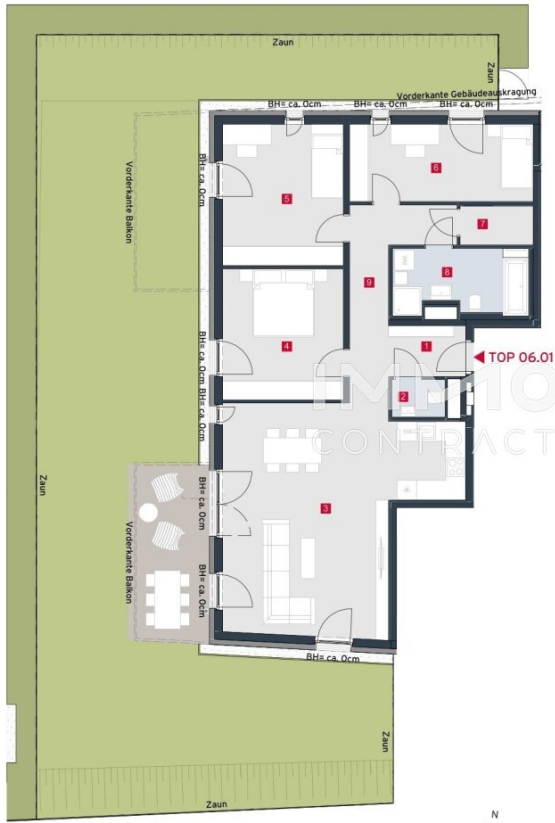 Zaun
Zaun
Vorderkante Gebäudeauskragung
BH= ca. 0cm
BH= ca. 0cm
BH= ca. 0cm
Vorderkante Balkon
BH= ca. 0cm
5
6
7
8
9
4
1
TOP 06.01
2
BH= ca. 0cm
BH= ca. 0cm
IMMO
CONTRACT
Zaun
BH= ca. 0cm
3
Vorderkante Balkon
BH= ca. 0cm
BH= ca. 0cm
Zaun
Zaun
N